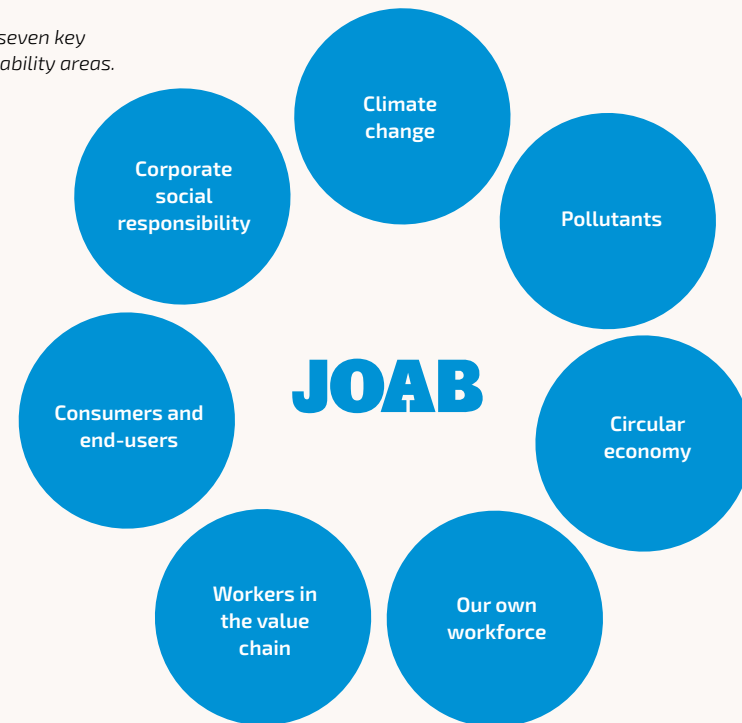 seven key
ability areas.
Climate
change
Corporate
social
responsibility
Pollutants
JOAB
Consumers and
end-users
Circular
economy
Workers in
the value
chain
Our own
workforce